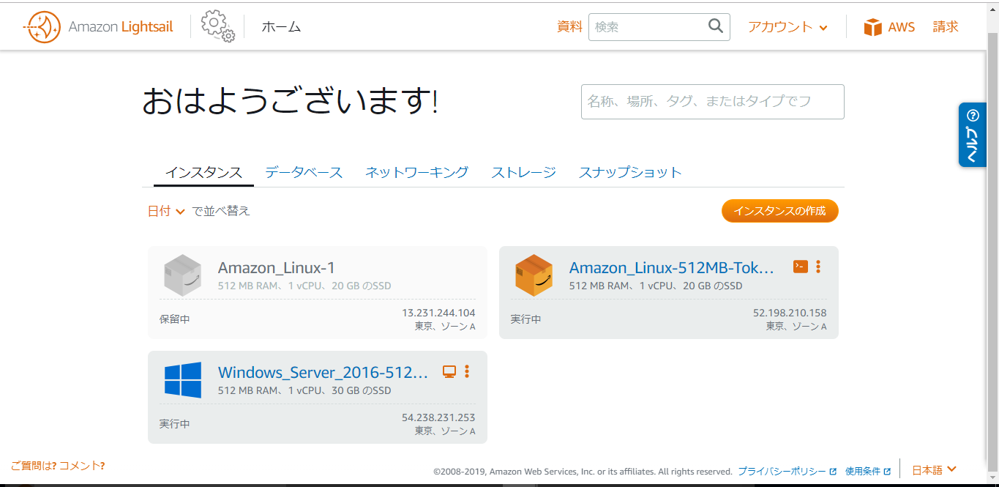 Amazon Lightsail
ホーム
資料
検索
アカウント
AWS
請求
おはようございます!
名称、場所、タグ、またはタイプでフ
ヘルプ
インスタンス
データベース
ネットワーキング
ストレージ
スナップショット
日付 で並べ替え
インスタンスの作成
Amazon_Linux-1
512 MB RAM、1 vCPU、20 GB のSSD
保留中
13.231.244.104
東京、ゾーン A
Amazon_Linux-512MB-Tok...
512 MB RAM、1 vCPU、20 GB のSSD
実行中
52.198.210.158
東京、ゾーン A
Windows_Server_2016-512...
512 MB RAM、1 vCPU、30 GB のSSD
実行中
54.238.231.253
東京、ゾーン A
ご質問は? コメント?
©2008-2019, Amazon Web Services, Inc. or its affiliates. All rights reserved.
プライバシーポリシー
使用条件
日本語